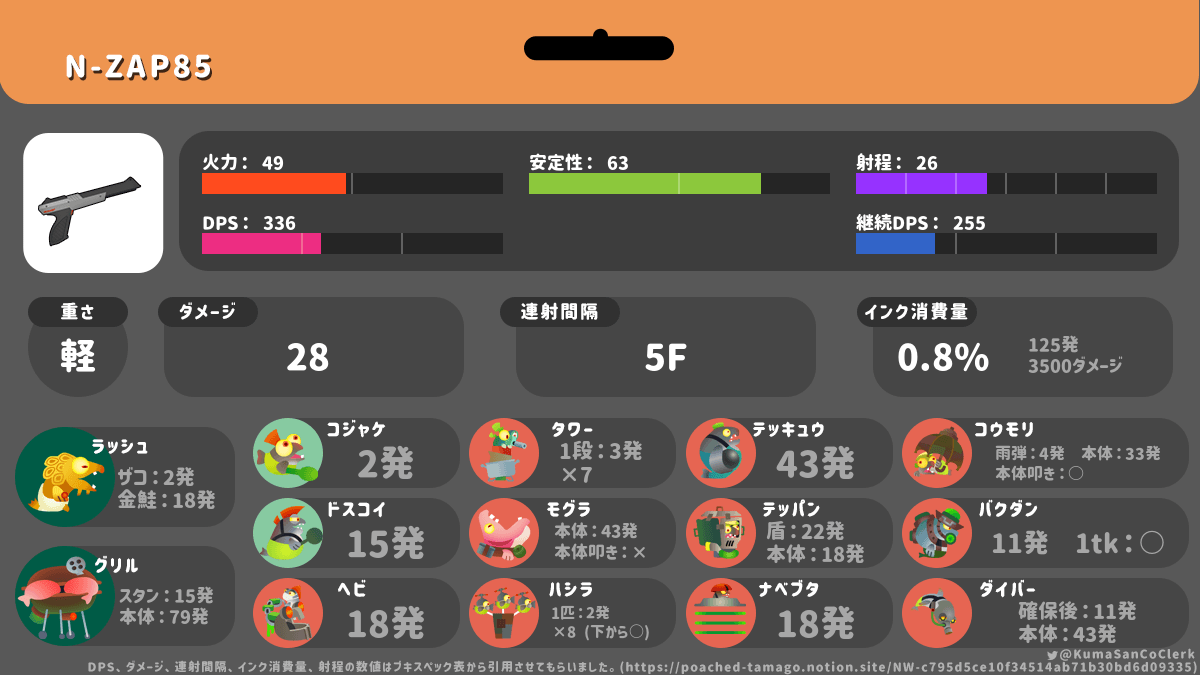 N-ZAP85
火力： 49
安定性： 63
射程： 26
DPS： 336
継続DPS： 255
重さ
軽
ダメージ
28
連射間隔
5F
インク消費量
0.8%
125発
3500ダメージ
ラッシュ
ザコ：2発
金鮭：18発
グリル
スタン：15発
本体：79発
コジャケ
2発
ドスコイ
15発
ヘビ
18発
タワー
1段：3発
×7
モグラ
本体：43発
本体叩き：×
ハシラ
1匹：2発
×8 (下から○)
テッキュウ
43発
テッパン
盾：22発
本体：18発
ナベブタ
18発
コウモリ
雨弾：4発 本体：33発
本体叩き：○
バクダン
11発 1tk：○
ダイバー
確保後：11発
本体：43発
@KumaSanCoClerk
DPS、ダメージ、連射間隔、インク消費量、射程の数値はブキスペック表から引用させてもらいました。(https://poached-tamago.notion.site/NW-c795d5ce10f34514ab71b30bd6d09335)